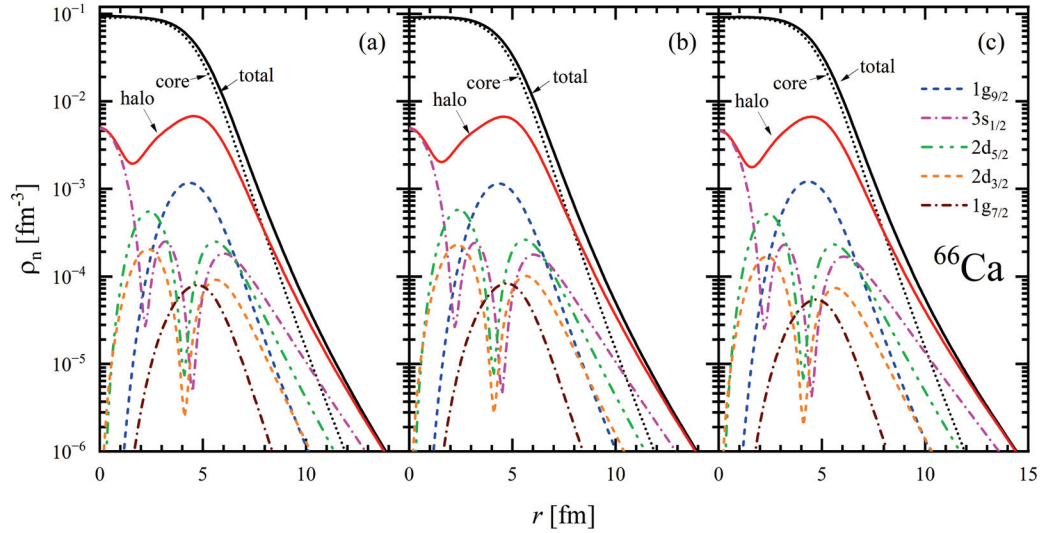 10⁻¹
10⁻²
10⁻³
10⁻⁴
10⁻⁵
10⁻⁶
ρₙ [fm⁻³]
(a)
core
total
halo
0 5 10
(b)
core
total
halo
0 5 10
(c)
core
total
halo
1g₉/₂
3s₁/₂
2d₅/₂
2d₃/₂
1g₇/₂
⁶⁶Ca
0 5 10 15
r [fm]